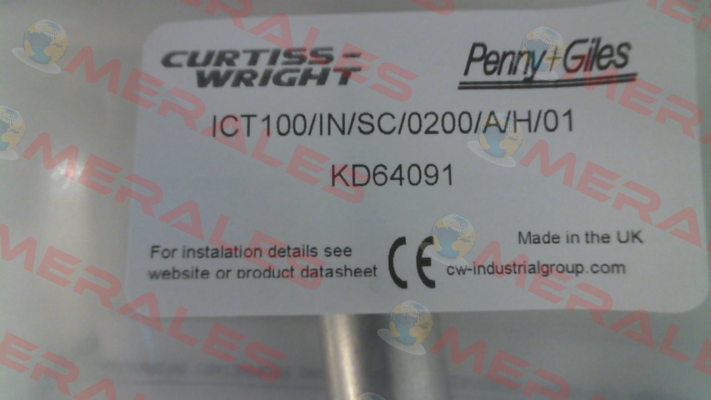 CURTISS-
WRIGHT
Penny+Giles
ICT100/IN/SC/0200/A/H/01
KD64091
For instalation details see
website or product datasheet
CE
Made in the UK
cw-industrialgroup.com
OMERALES